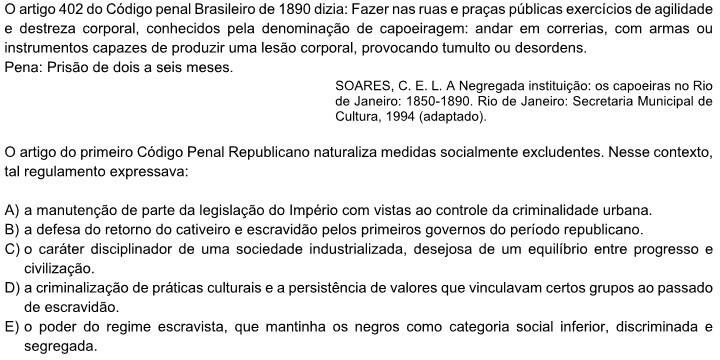 O artigo 402 do Código penal Brasileiro de 1890 dizia: Fazer nas ruas e praças públicas exercícios de agilidade
e destreza corporal, conhecidos pela denominação de capoeiragem: andar em correrias, com armas ou
instrumentos capazes de produzir uma lesão corporal, provocando tumulto ou desordens.
Pena: Prisão de dois a seis meses.
SOARES, C. E. L. A Negregada instituição: os capoeiras no Rio
de Janeiro: 1850-1890. Rio de Janeiro: Secretaria Municipal de
Cultura, 1994 (adaptado).
O artigo do primeiro Código Penal Republicano naturaliza medidas socialmente excludentes. Nesse contexto,
tal regulamento expressava:
A) a manutenção de parte da legislação do Império com vistas ao controle da criminalidade urbana.
B) a defesa do retorno do cativeiro e escravidão pelos primeiros governos do período republicano.
C) o caráter disciplinador de uma sociedade industrializada, desejosa de um equilíbrio entre progresso e
civilização.
D) a criminalização de práticas culturais e a persistência de valores que vinculavam certos grupos ao passado
de escravidão.
E) o poder do regime escravista, que mantinha os negros como categoria social inferior, discriminada e
segregada.